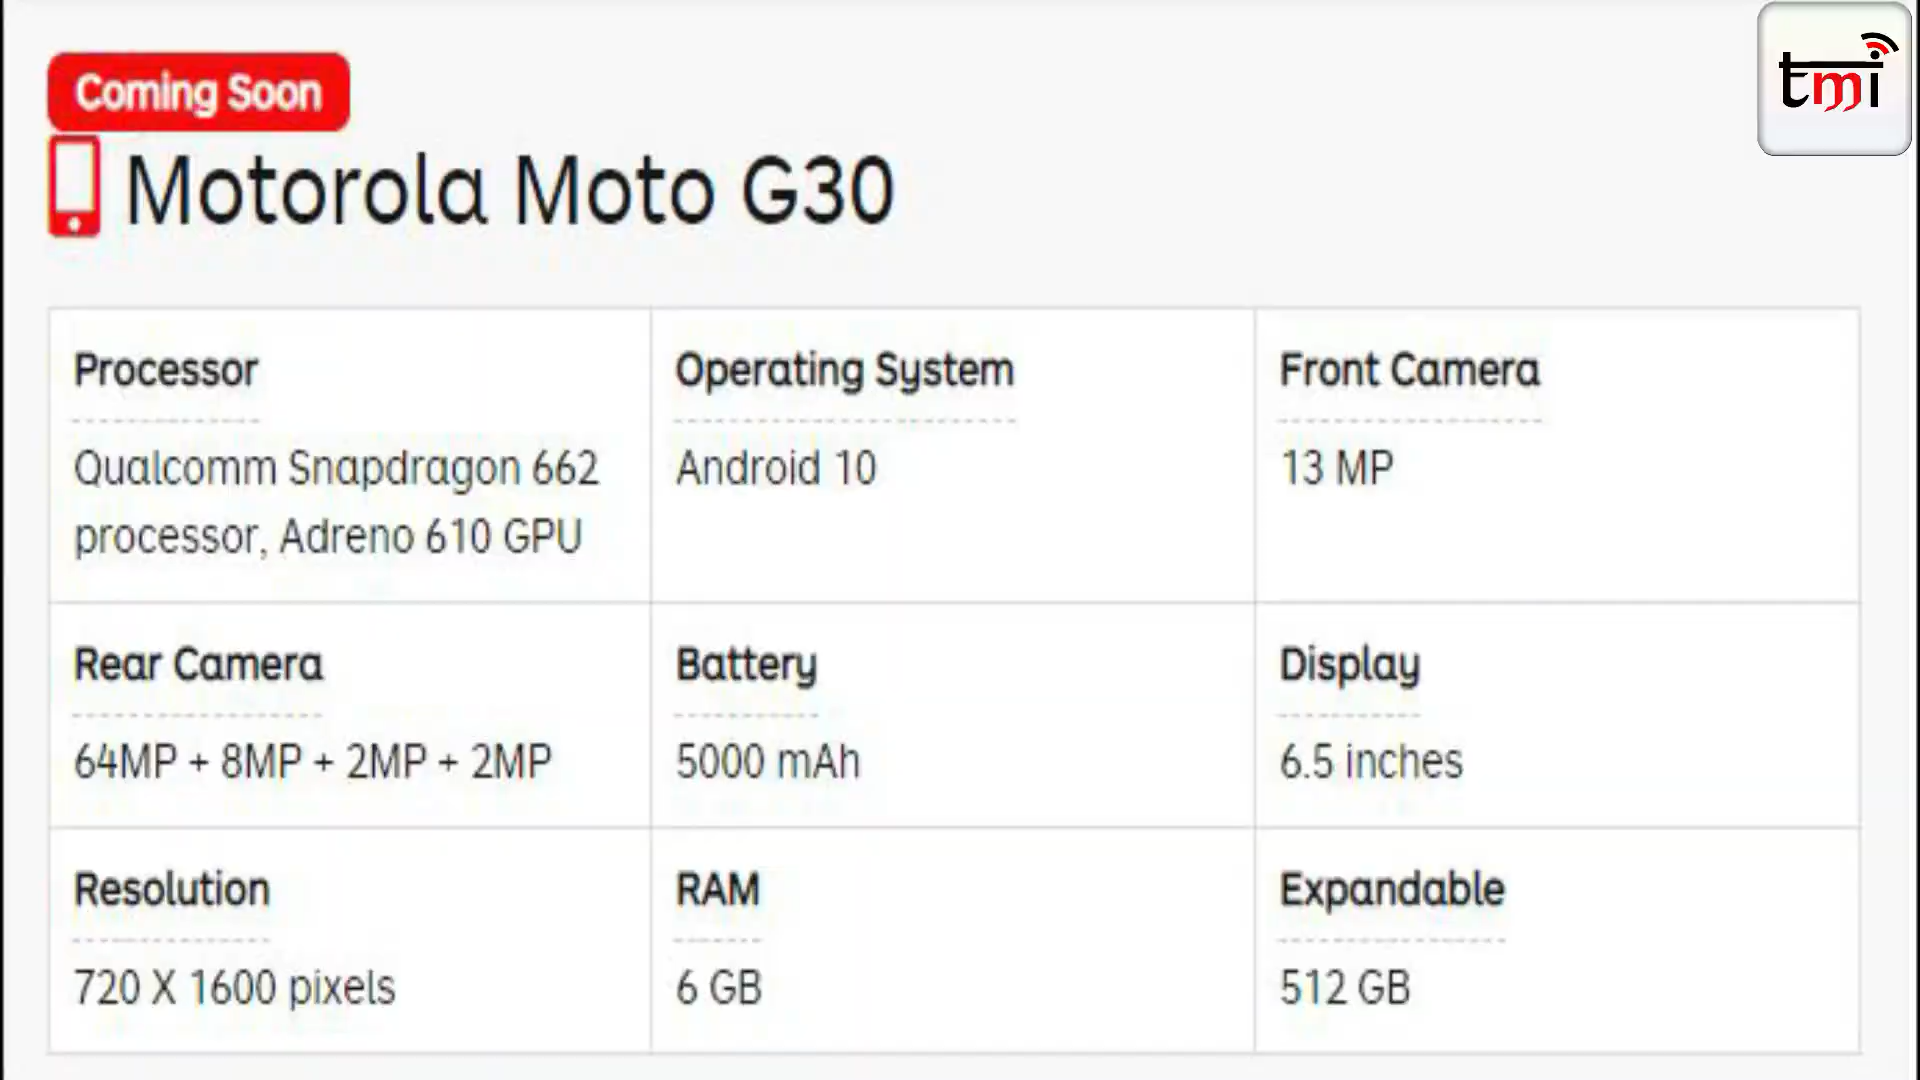 tmi
Coming Soon
Motorola Moto G30
Processor
Qualcomm Snapdragon 662
processor, Adreno 610 GPU
Operating System
Android 10
Front Camera
13 MP
Rear Camera
64MP + 8MP + 2MP + 2MP
Battery
5000 mAh
Display
6.5 inches
Resolution
720 X 1600 pixels
RAM
6 GB
Expandable
512 GB